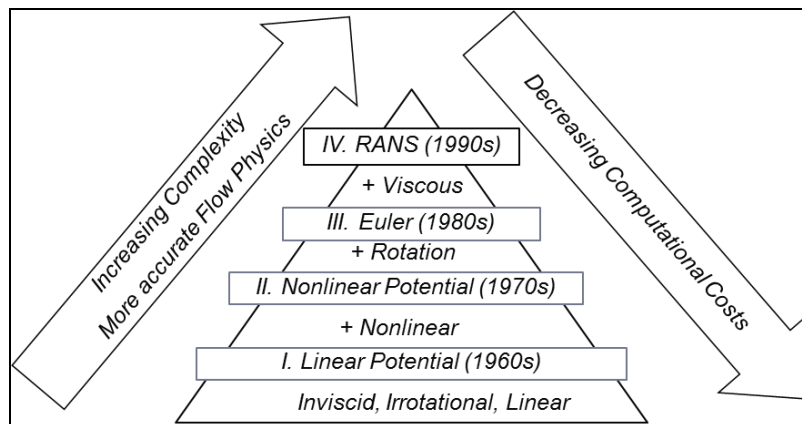 Increasing Complexity
More accurate Flow Physics
Decreasing Computational Costs
IV. RANS (1990s)
+ Viscous
III. Euler (1980s)
+ Rotation
II. Nonlinear Potential (1970s)
+ Nonlinear
I. Linear Potential (1960s)
Inviscid, Irrotational, Linear